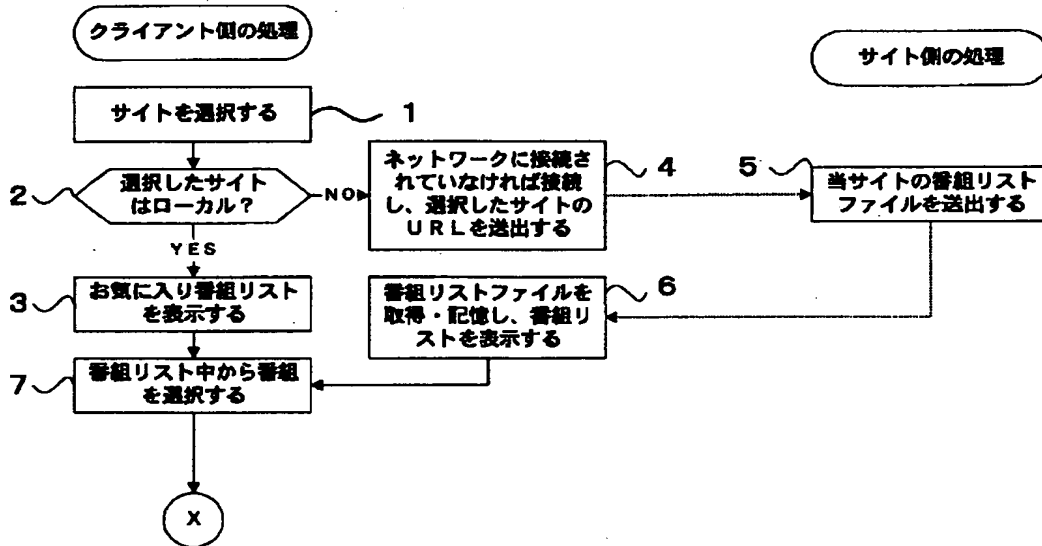 クライアント側の処理
サイト側の処理
サイトを選択する
1
2
選択したサイト
はローカル？
NO
ネットワークに接続さ
れていなければ接続
し、選択したサイトの
URLを送出する
4
5
当サイトの番組リスト
ファイルを送出する
YES
3
お気に入り番組リスト
を表示する
番組リストファイルを
取得・記憶し、番組リ
ストを表示する
6
7
番組リスト中から番組
を選択する
X